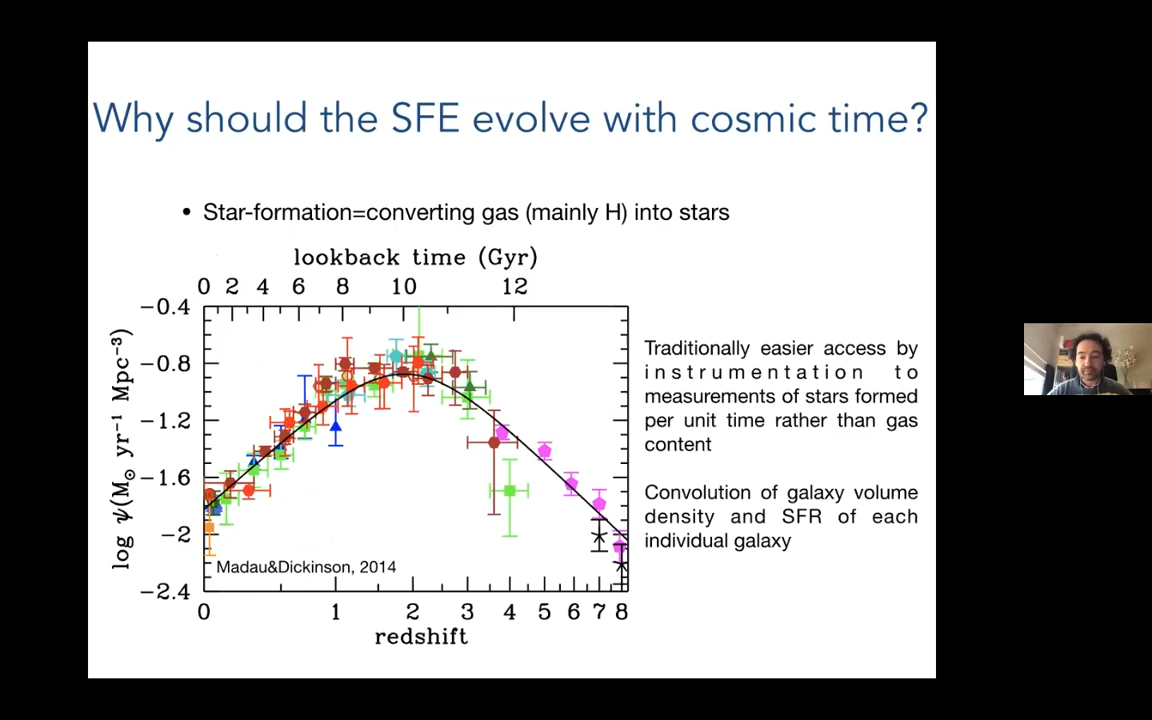 Why should the SFE evolve with cosmic time?
• Star-formation=converting gas (mainly H) into stars
lookback time (Gyr)
0 2 4 6 8 10 12
−0.4
−0.8
−1.2
−1.6
−2
−2.4
log ψ(M⊙ yr⁻¹ Mpc⁻³)
Madau&Dickinson, 2014
0 1 2 3 4 5 6 7 8
redshift
Traditionally easier access by
instrumentation to
measurements of stars formed
per unit time rather than gas
content
Convolution of galaxy volume
density and SFR of each
individual galaxy